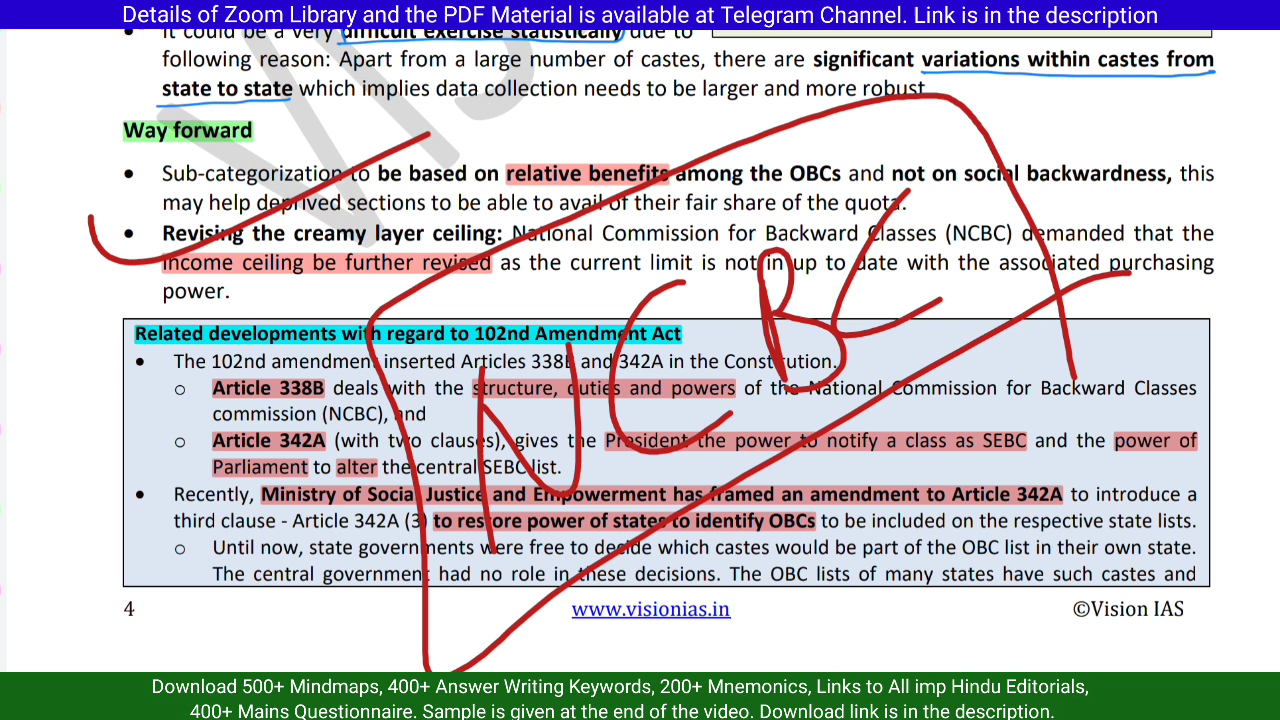 Details of Zoom Library and the PDF Material is available at Telegram Channel. Link is in the description
It could be a very difficult exercise statistically due to
following reason: Apart from a large number of castes, there are significant variations within castes from
state to state which implies data collection needs to be larger and more robust
Way forward
• Sub-categorization to be based on relative benefits among the OBCs and not on social backwardness, this
may help deprived sections to be able to avail of their fair share of the quota.
• Revising the creamy layer ceiling: National Commission for Backward Classes (NCBC) demanded that the
income ceiling be further revised as the current limit is not in up to date with the associated purchasing
power.
Related developments with regard to 102nd Amendment Act
• The 102nd amendment inserted Articles 338B and 342A in the Constitution.
o Article 338B deals with the structure, duties and powers of the National Commission for Backward Classes
commission (NCBC), and
o Article 342A (with two clauses), gives the President the power to notify a class as SEBC and the power of
Parliament to alter the central SEBC list.
• Recently, Ministry of Social Justice and Empowerment has framed an amendment to Article 342A to introduce a
third clause - Article 342A (3) to restore power of states to identify OBCs to be included on the respective state lists.
o Until now, state governments were free to decide which castes would be part of the OBC list in their own state.
The central government had no role in these decisions. The OBC lists of many states have such castes and
NCBC
4 www.visionias.in ©Vision IAS
Download 500+ Mindmaps, 400+ Answer Writing Keywords, 200+ Mnemonics, Links to All imp Hindu Editorials,
400+ Mains Questionnaire. Sample is given at the end of the video. Download link is in the description.